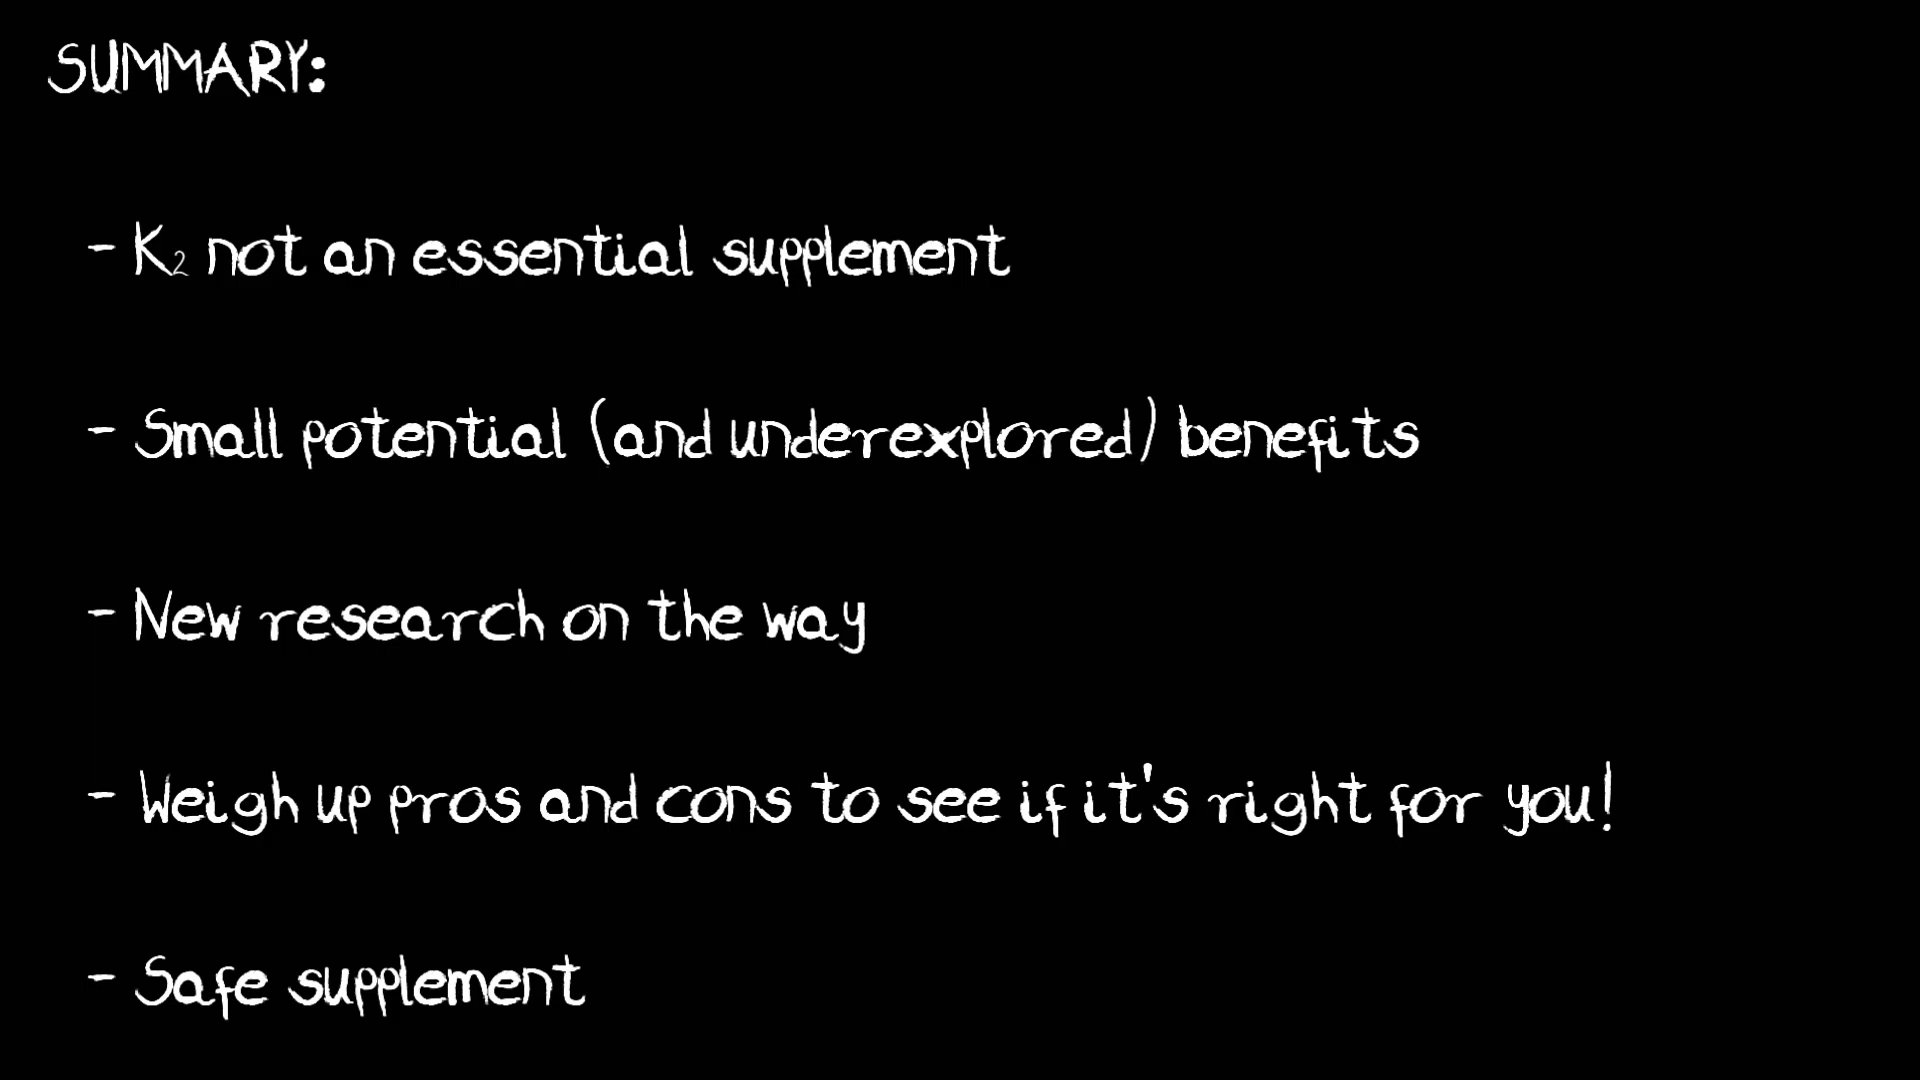 SUMMARY:
- K₂ not an essential supplement
- Small potential (and underexplored) benefits
- New research on the way
- Weigh up pros and cons to see if it's right for you!
- Safe supplement